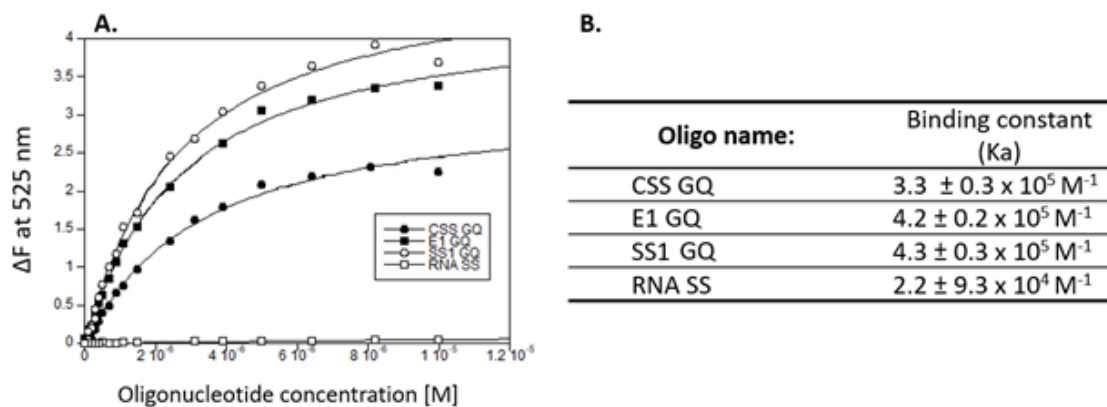 A.
4
3.5
3
2.5
2
1.5
1
0.5
0
ΔF at 525 nm
CSS GQ
E1 GQ
SS1 GQ
RNA SS
0 2 10⁻⁶ 4 10⁻⁶ 6 10⁻⁶ 8 10⁻⁶ 1 10⁻⁵ 1.2 10⁻⁵
Oligonucleotide concentration [M]
B.
Oligo name: Binding constant
(Ka)
CSS GQ 3.3 ± 0.3 x 10⁵ M⁻¹
E1 GQ 4.2 ± 0.2 x 10⁵ M⁻¹
SS1 GQ 4.3 ± 0.3 x 10⁵ M⁻¹
RNA SS 2.2 ± 9.3 x 10⁴ M⁻¹